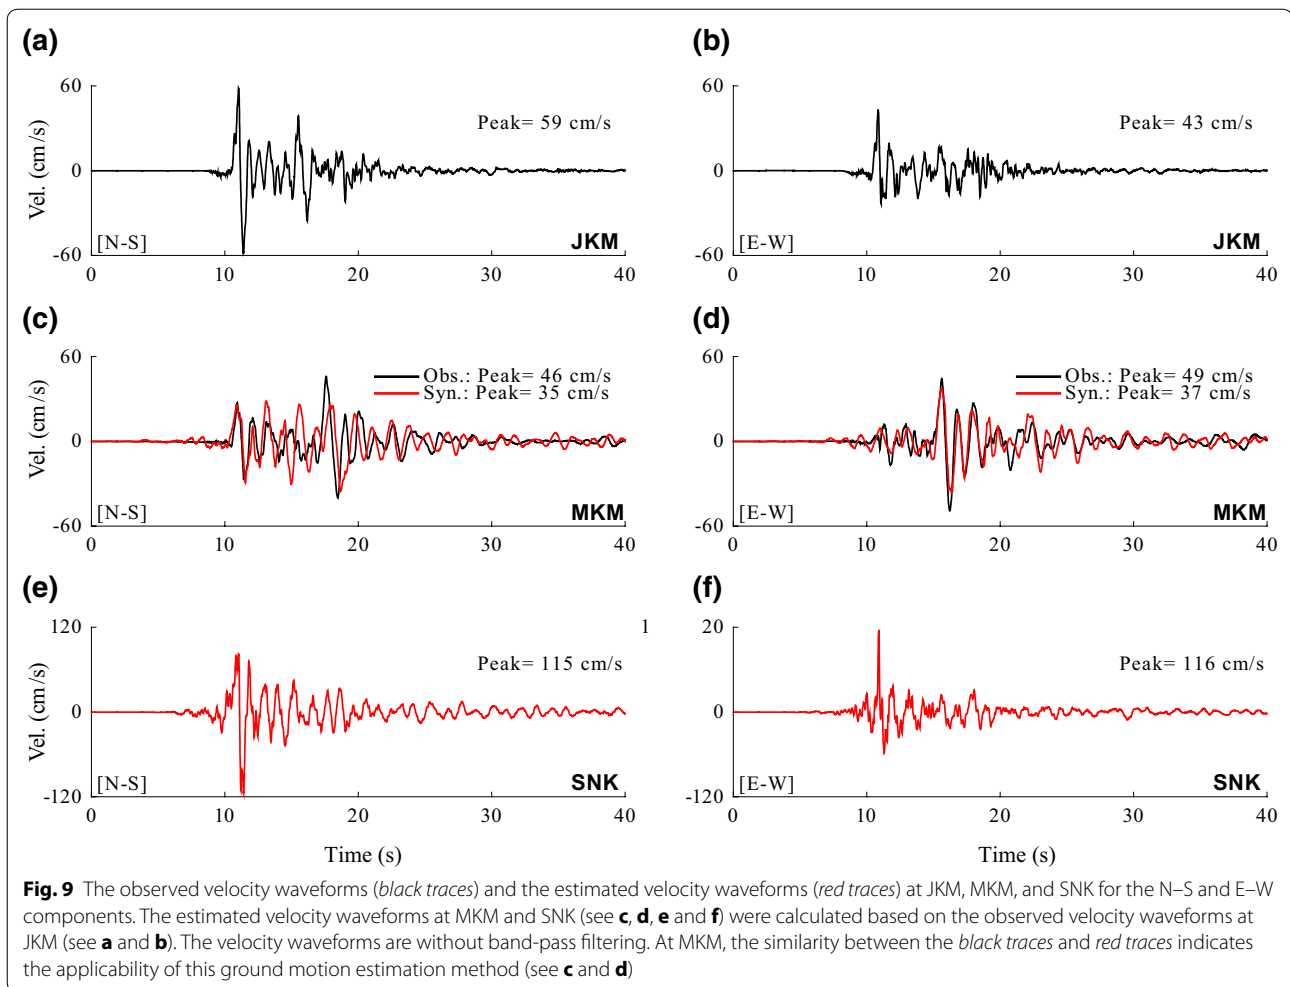 (a)
60
0
-60
Vel. (cm/s)
Peak= 59 cm/s
[N-S]
JKM
0 10 20 30 40
(b)
60
0
-60
Peak= 43 cm/s
[E-W]
JKM
0 10 20 30 40
(c)
60
0
-60
Vel. (cm/s)
Obs.: Peak= 46 cm/s
Syn.: Peak= 35 cm/s
[N-S]
MKM
0 10 20 30 40
(d)
60
0
-60
Obs.: Peak= 49 cm/s
Syn.: Peak= 37 cm/s
[E-W]
MKM
0 10 20 30 40
(e)
120
0
-120
Vel. (cm/s)
Peak= 115 cm/s
[N-S]
SNK
0 10 20 30 40
Time (s)
(f)
1 20
0
-120
Peak= 116 cm/s
[E-W]
SNK
0 10 20 30 40
Time (s)
Fig. 9 The observed velocity waveforms (black traces) and the estimated velocity waveforms (red traces) at JKM, MKM, and SNK for the N–S and E–W
components. The estimated velocity waveforms at MKM and SNK (see c, d, e and f) were calculated based on the observed velocity waveforms at
JKM (see a and b). The velocity waveforms are without band-pass filtering. At MKM, the similarity between the black traces and red traces indicates
the applicability of this ground motion estimation method (see c and d)